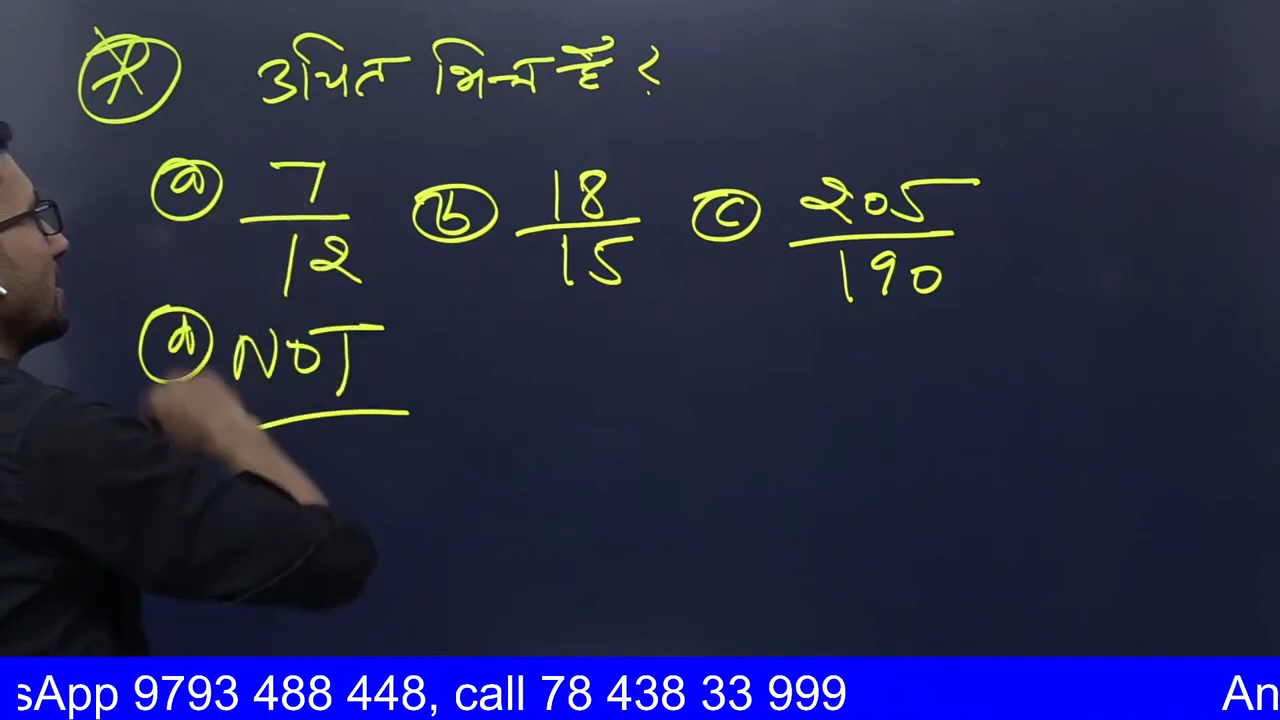 उचित भिन्न है ?
(a) 7/12 (b) 18/15 (c) 205/190
(d) NOT
sApp 9793 488 448, call 78 438 33 999 An